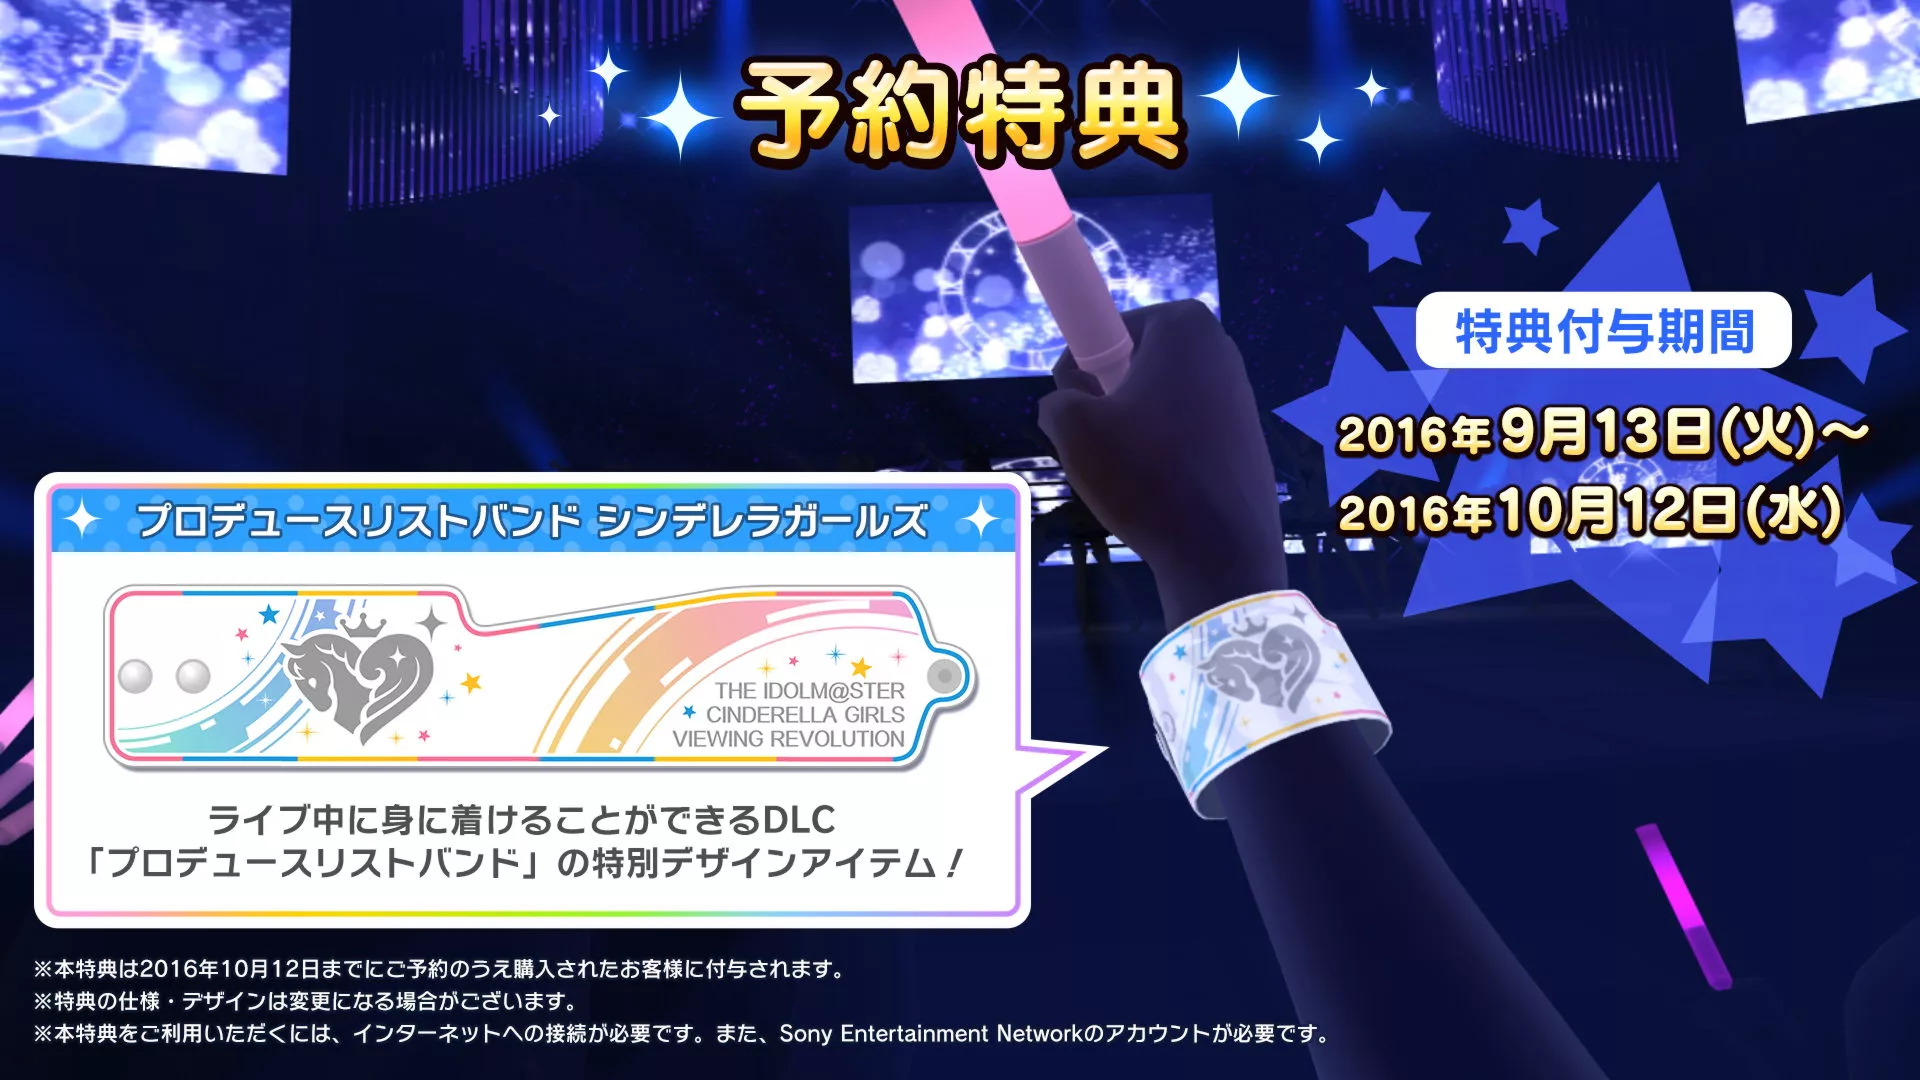 予約特典
特典付与期間
2016年9月13日(火)～
2016年10月12日(水)
プロデュースリストバンド シンデレラガールズ
THE IDOLM@STER
CINDERELLA GIRLS
VIEWING REVOLUTION
ライブ中に身に着けることができるDLC
「プロデュースリストバンド」の特別デザインアイテム！
※本特典は2016年10月12日までにご予約のうえ購入されたお客様に付与されます。
※特典の仕様・デザインは変更になる場合がございます。
※本特典をご利用いただくには、インターネットへの接続が必要です。また、Sony Entertainment Networkのアカウントが必要です。